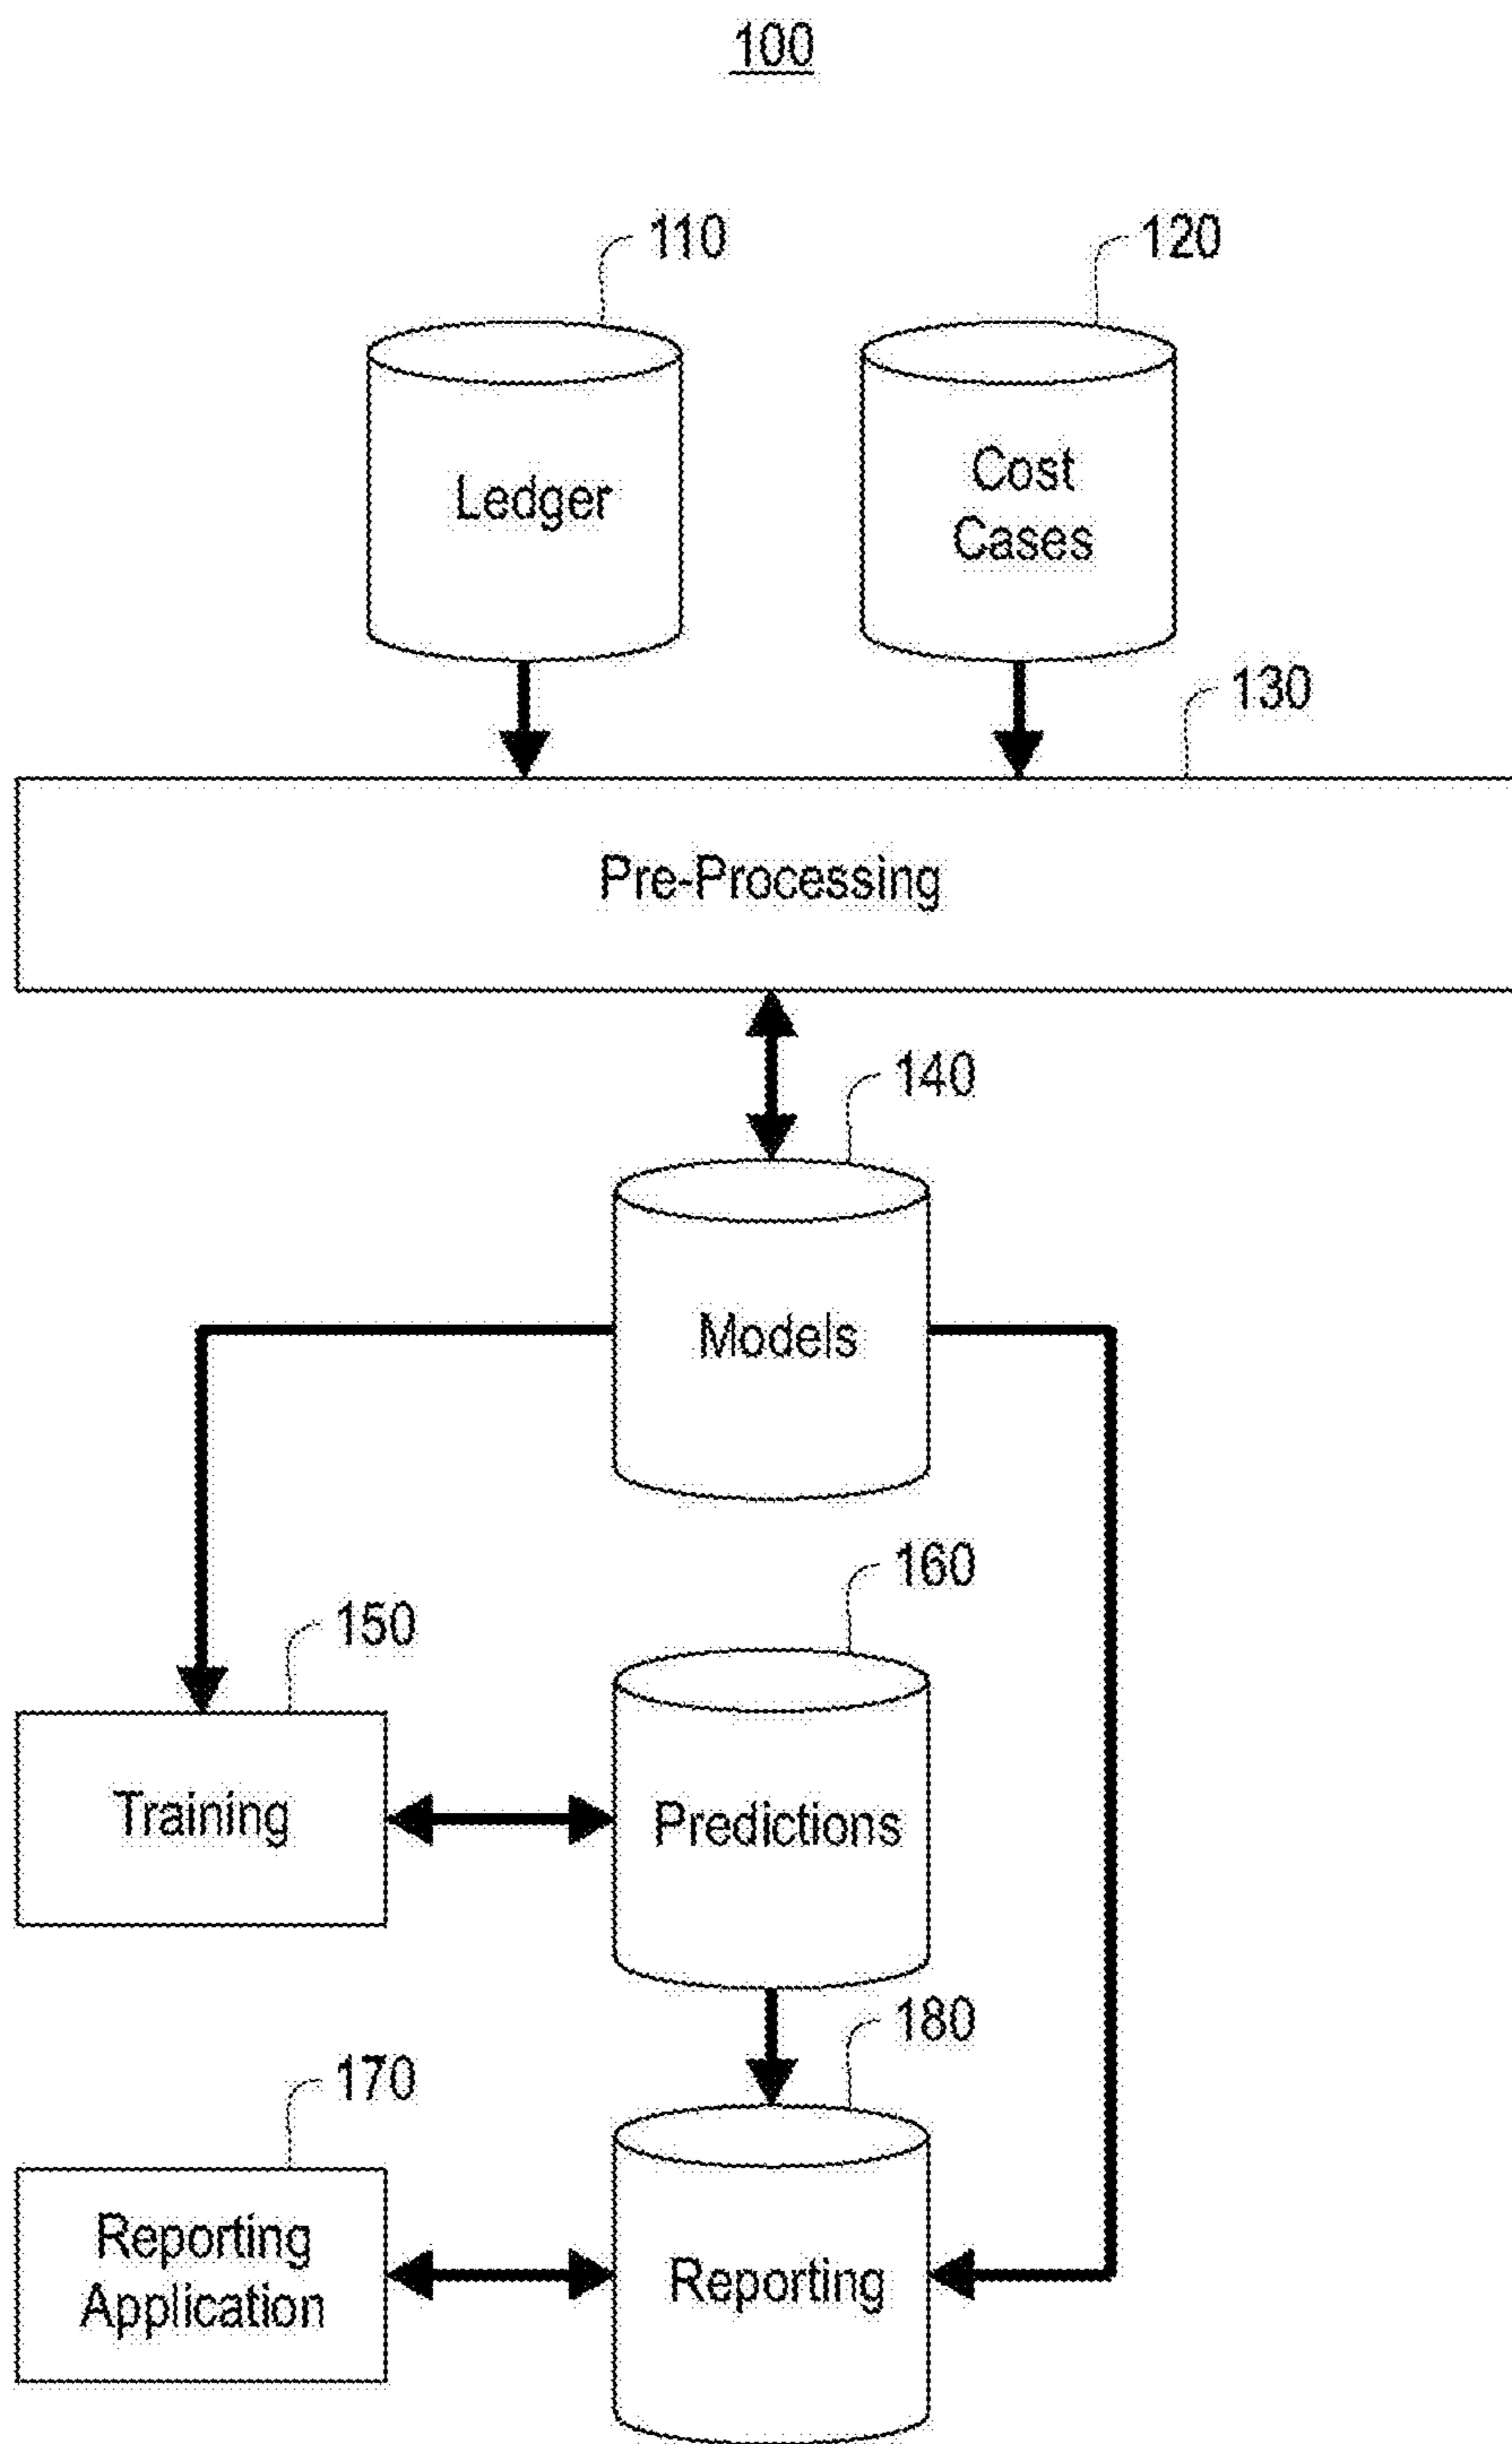 100
110
120
Ledger
Cost
Cases
130
Pre-Processing
140
Models
160
150
Training
Predictions
180
170
Reporting
Application
Reporting